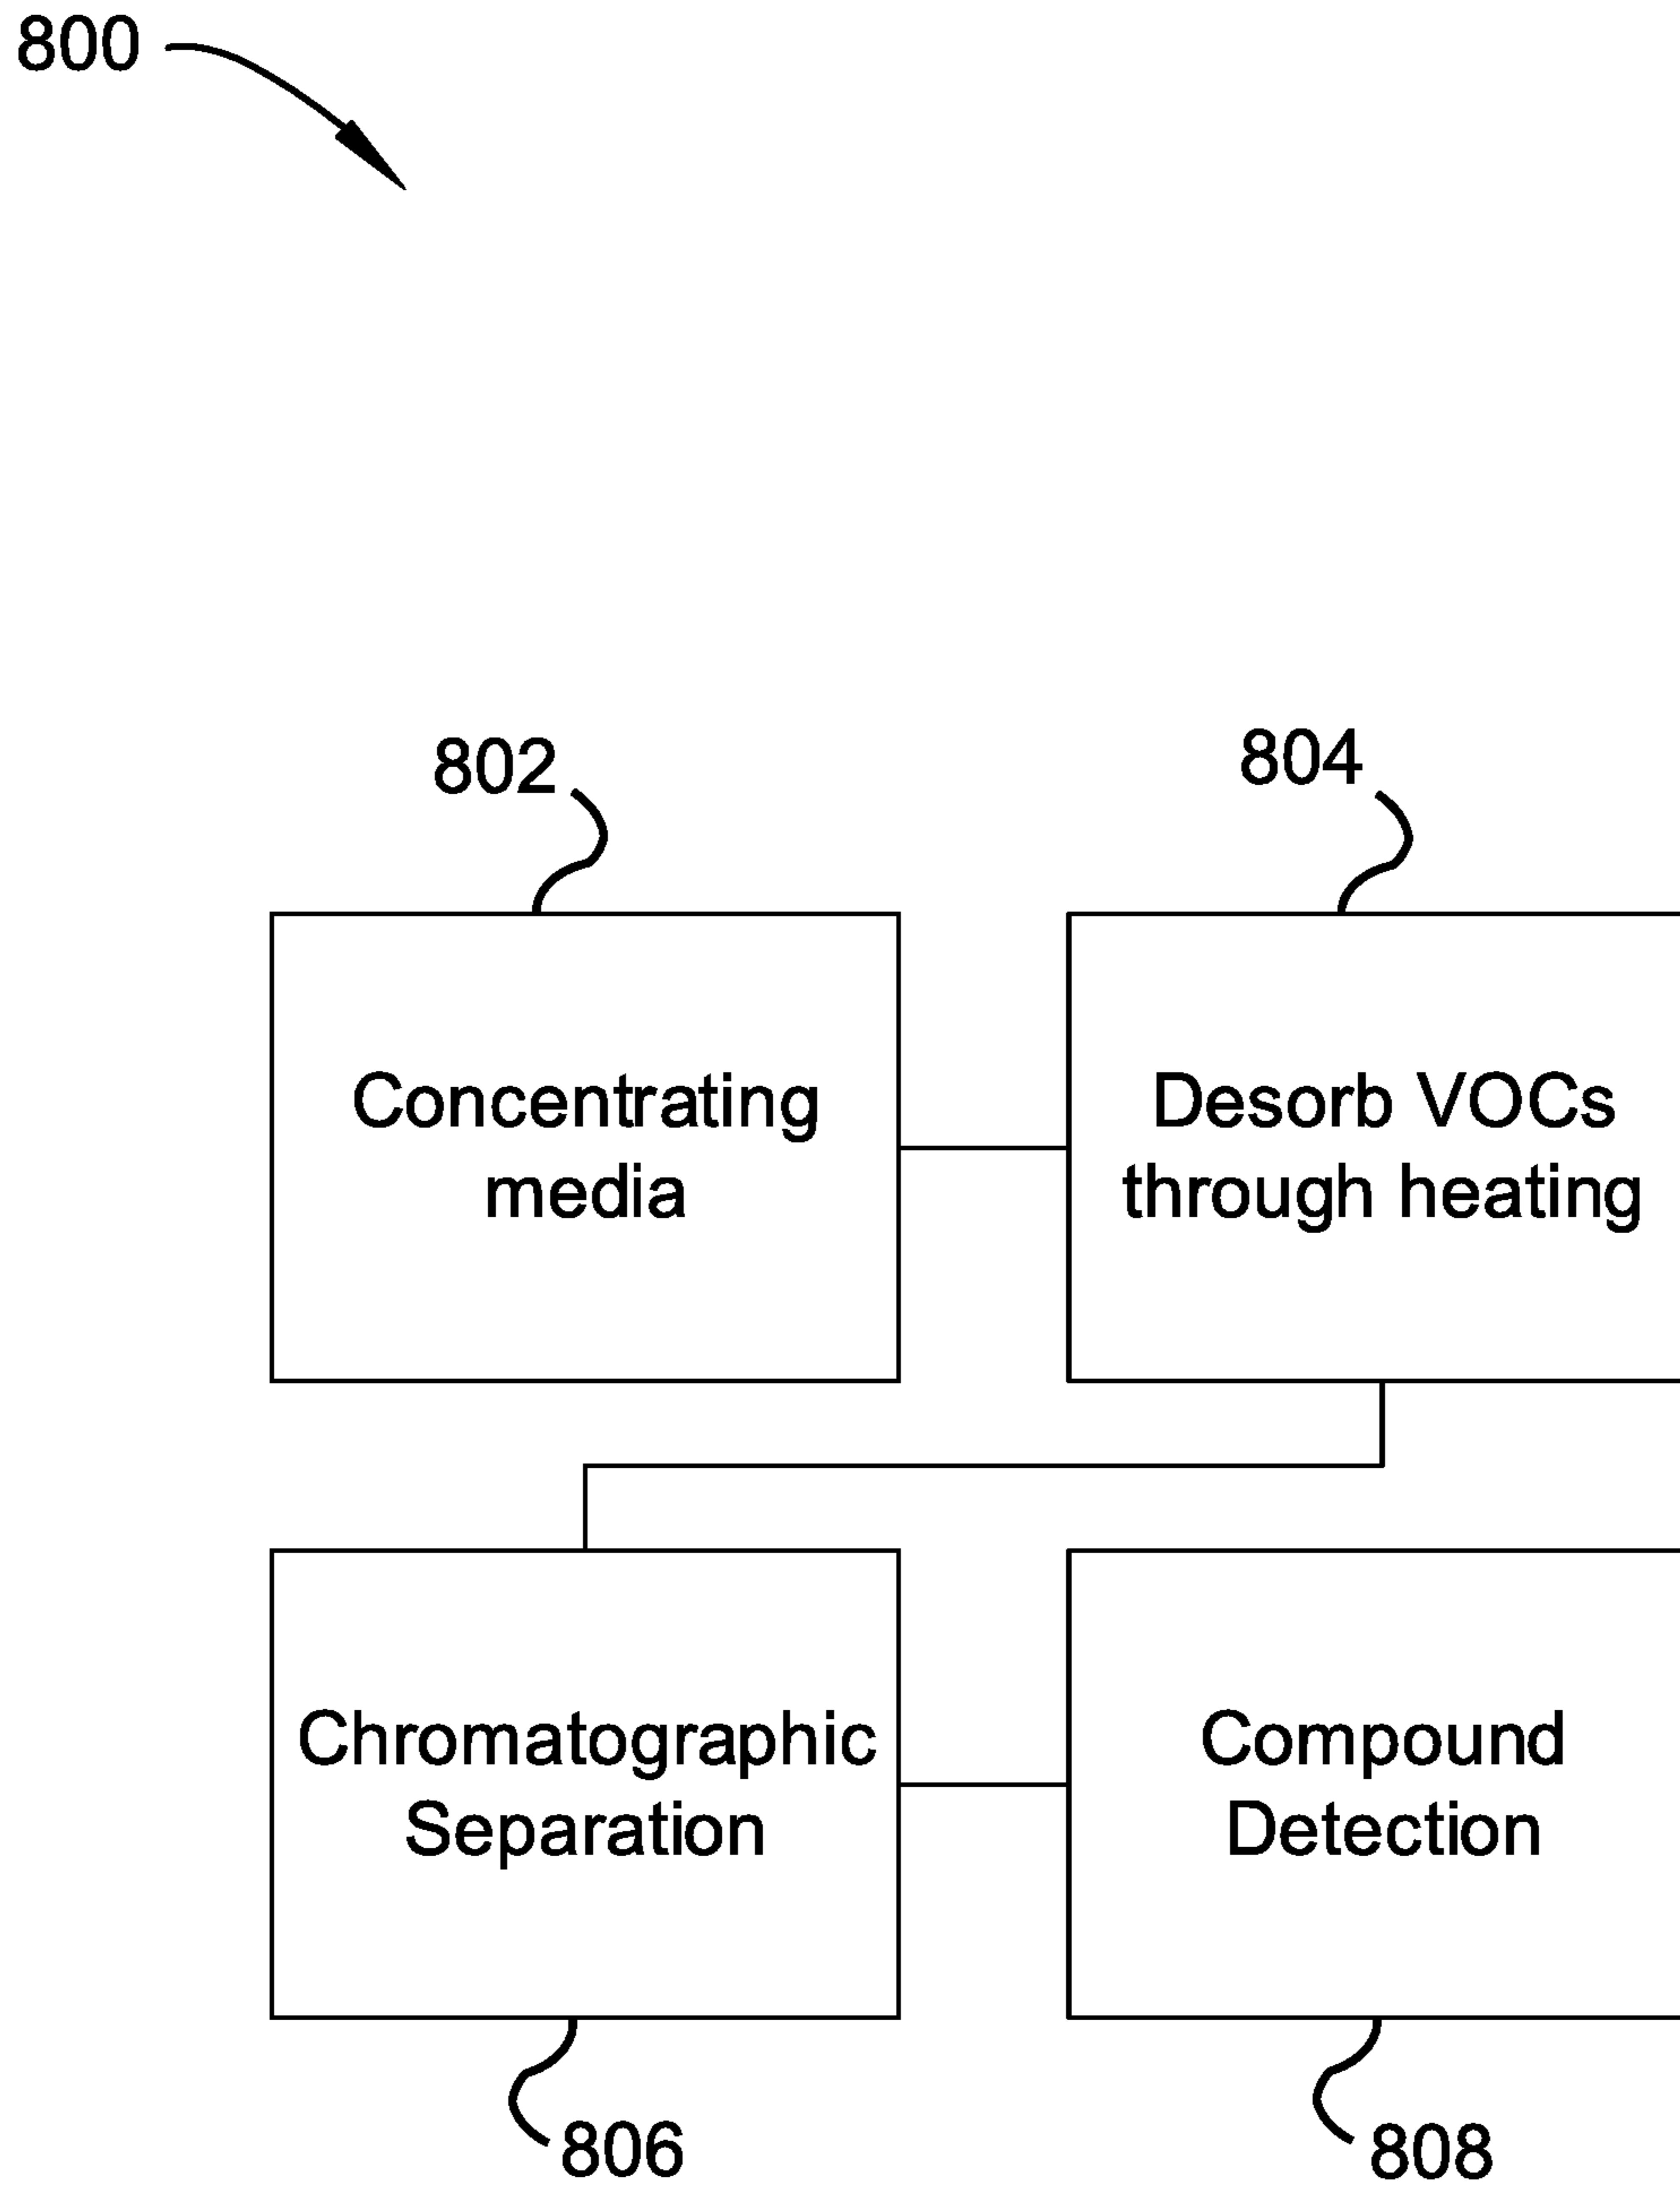 800
802
804
Concentrating
media
Desorb VOCs
through heating
Chromatographic
Separation
Compound
Detection
806
808